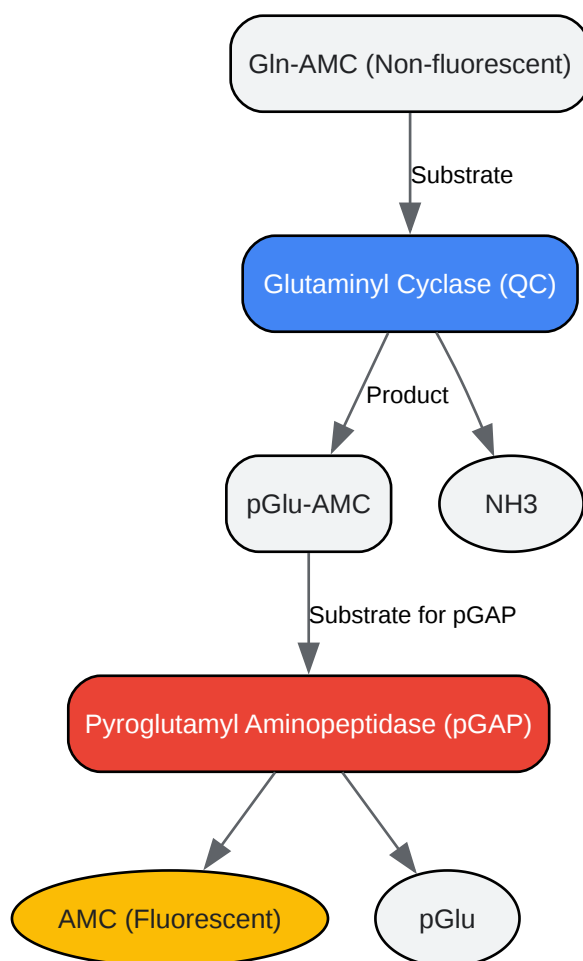 Gln-AMC (Non-fluorescent)
Substrate
Glutaminyl Cyclase (QC)
Product
pGlu-AMC
NH3
Substrate for pGAP
Pyroglutamyl Aminopeptidase (pGAP)
AMC (Fluorescent)
pGlu